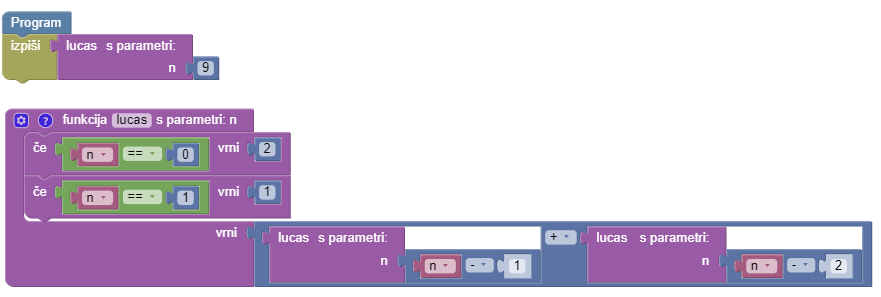 Program
izpiši lucas s parametri:
n 9
? funkcija lucas s parametri: n
če n == 0 vrni 2
če n == 1 vrni 1
vrni lucas s parametri: + lucas s parametri:
n n - 1 n n - 2